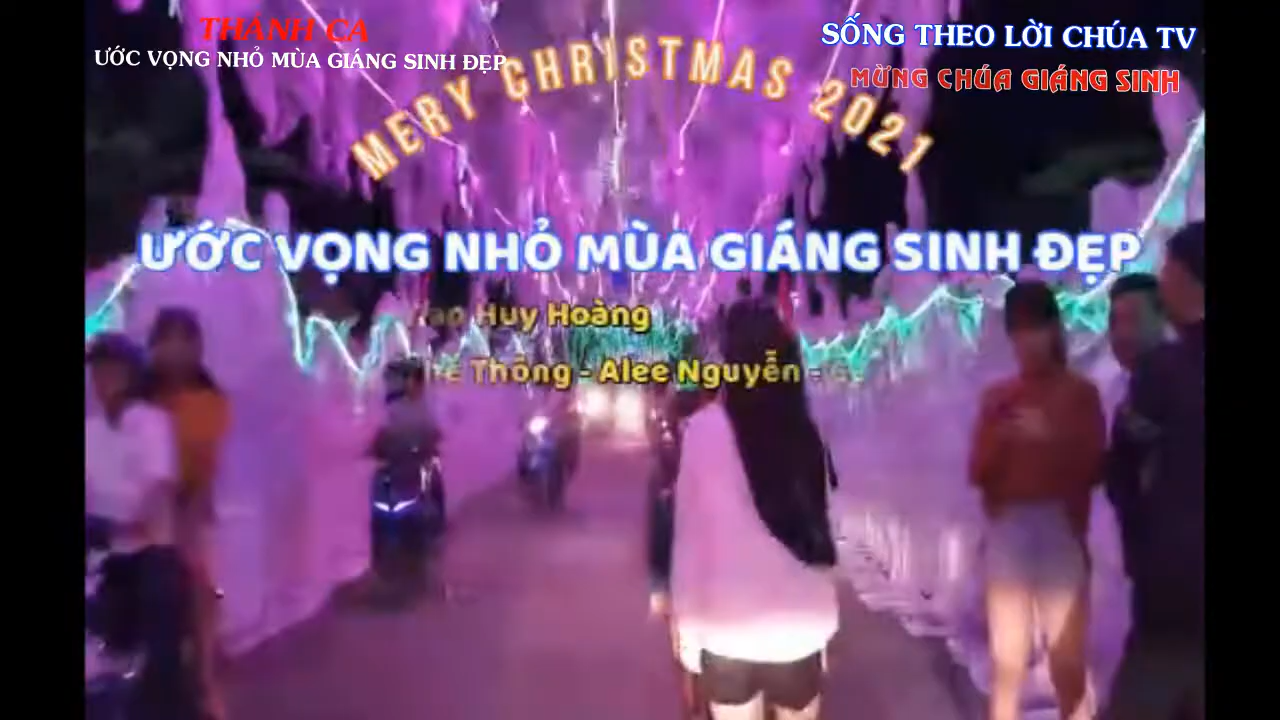 THÁNH CA
ƯỚC VỌNG NHỎ MÙA GIÁNG SINH ĐẸP
SỐNG THEO LỜI CHÚA TV
MỪNG CHÚA GIÁNG SINH
MERY CHRISTMAS 2021
ƯỚC VỌNG NHỎ MÙA GIÁNG SINH ĐẸP
Huy Hoàng
Thông - Alee Nguyễn -